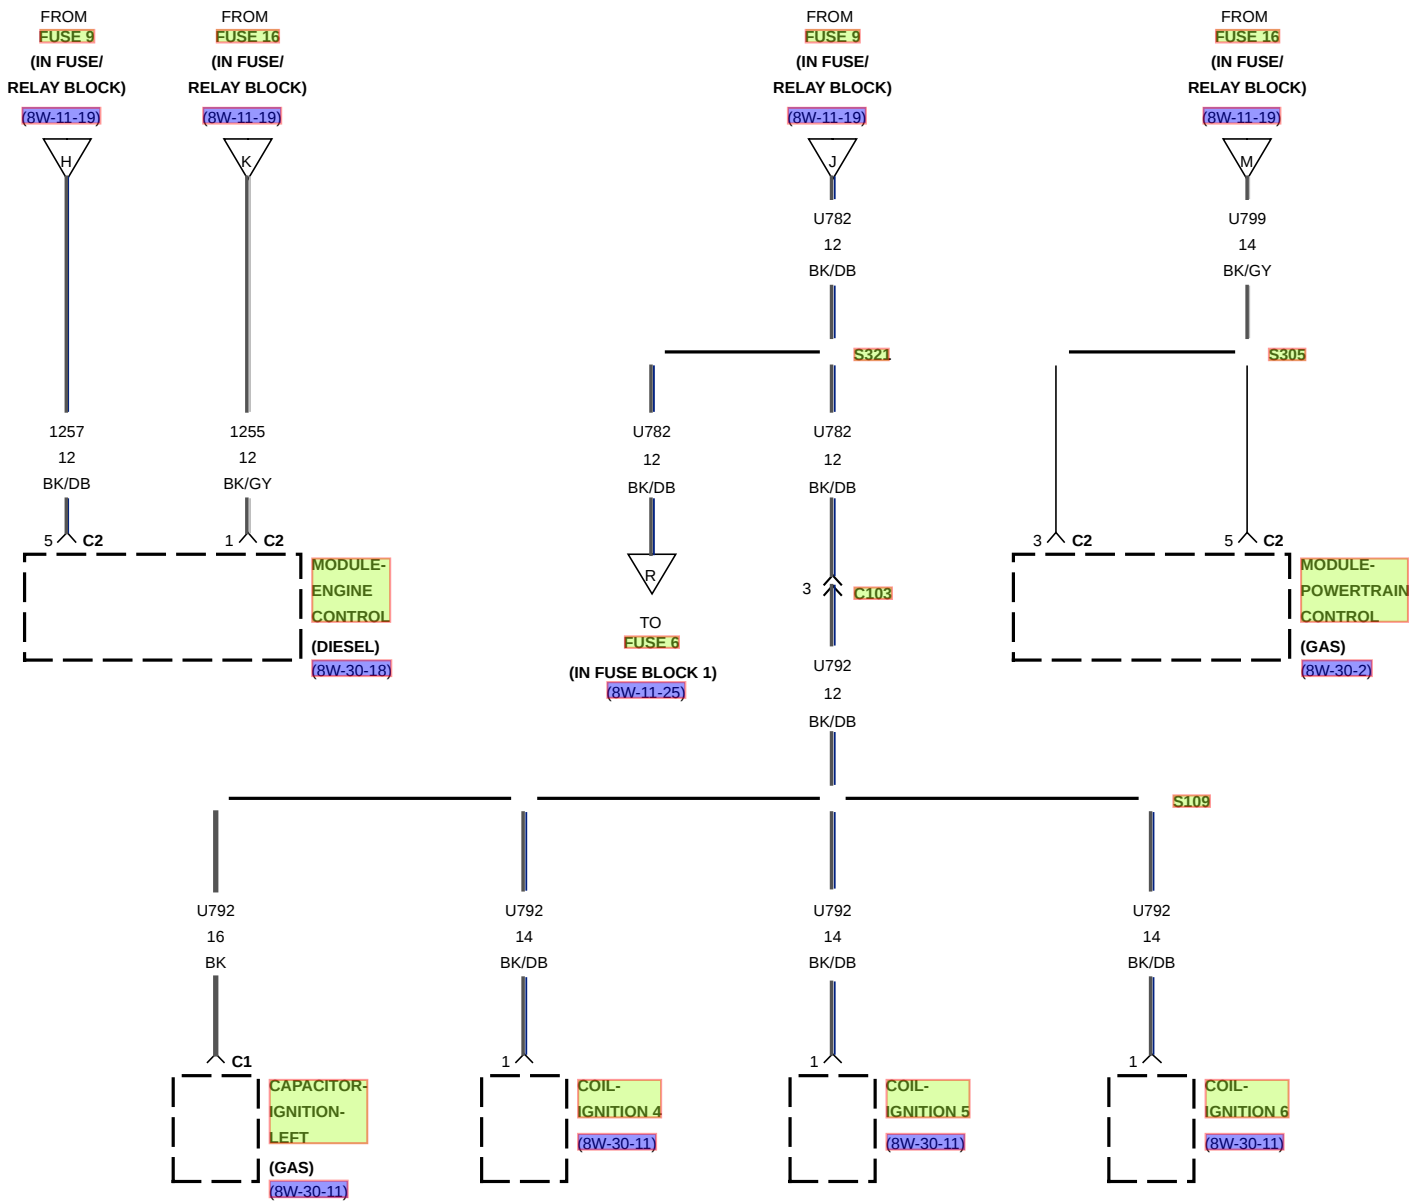 FROM
FUSE 9
(IN FUSE/
RELAY BLOCK)
(8W-11-19)
H
FROM
FUSE 16
(IN FUSE/
RELAY BLOCK)
(8W-11-19)
K
FROM
FUSE 9
(IN FUSE/
RELAY BLOCK)
(8W-11-19)
J
FROM
FUSE 16
(IN FUSE/
RELAY BLOCK)
(8W-11-19)
M
U782
12
BK/DB
U799
14
BK/GY
S321
S305
1257
12
BK/DB
5
C2
1255
12
BK/GY
1
C2
MODULE-
ENGINE
CONTROL
(DIESEL)
(8W-30-18)
U782
12
BK/DB
R
TO
FUSE 6
(IN FUSE BLOCK 1)
(8W-11-25)
U782
12
BK/DB
3
C103
U792
12
BK/DB
3
C2
5
C2
MODULE-
POWERTRAIN
CONTROL
(GAS)
(8W-30-2)
S109
U792
16
BK
C1
CAPACITOR-
IGNITION-
LEFT
(GAS)
(8W-30-11)
U792
14
BK/DB
1
COIL-
IGNITION 4
(8W-30-11)
U792
14
BK/DB
1
COIL-
IGNITION 5
(8W-30-11)
U792
14
BK/DB
1
COIL-
IGNITION 6
(8W-30-11)